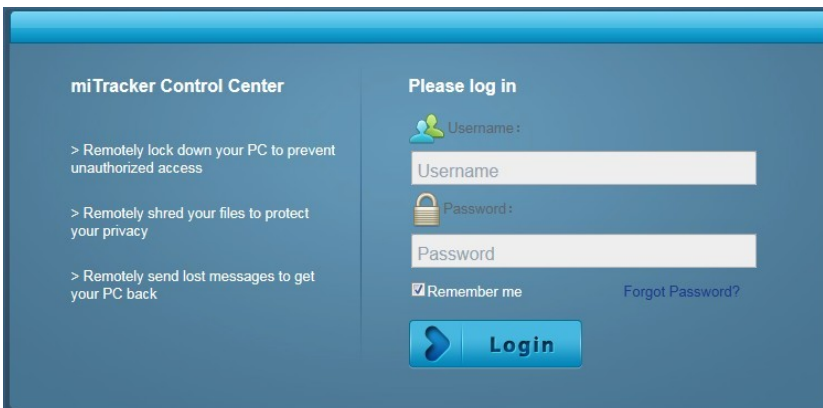 miTracker Control Center
> Remotely lock down your PC to prevent
unauthorized access
> Remotely shred your files to protect
your privacy
> Remotely send lost messages to get
your PC back
Please log in
Username:
Username
Password:
Password
Remember me
Forgot Password?
Login